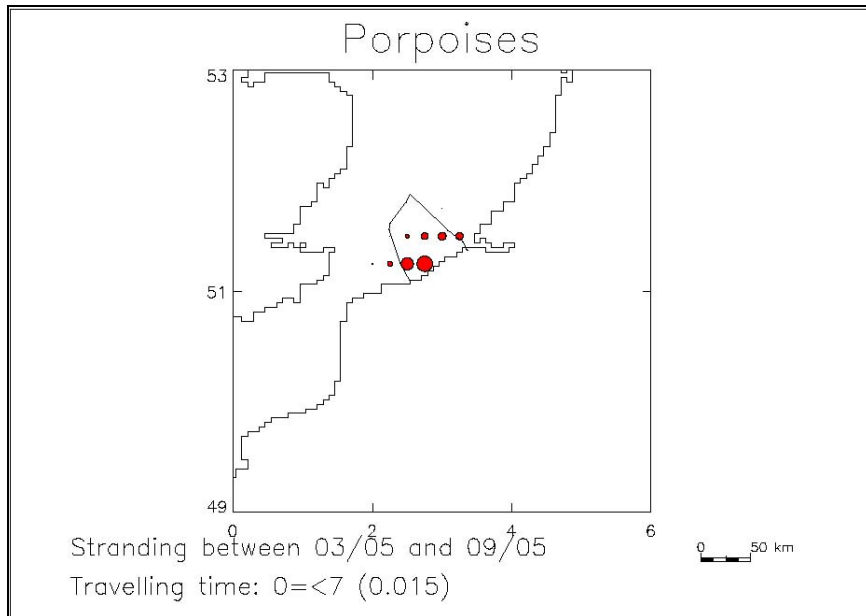 Porpoises
53
51
49
0 2 4 6
Stranding between 03/05 and 09/05
0 50 km
Travelling time: 0=<7 (0.015)